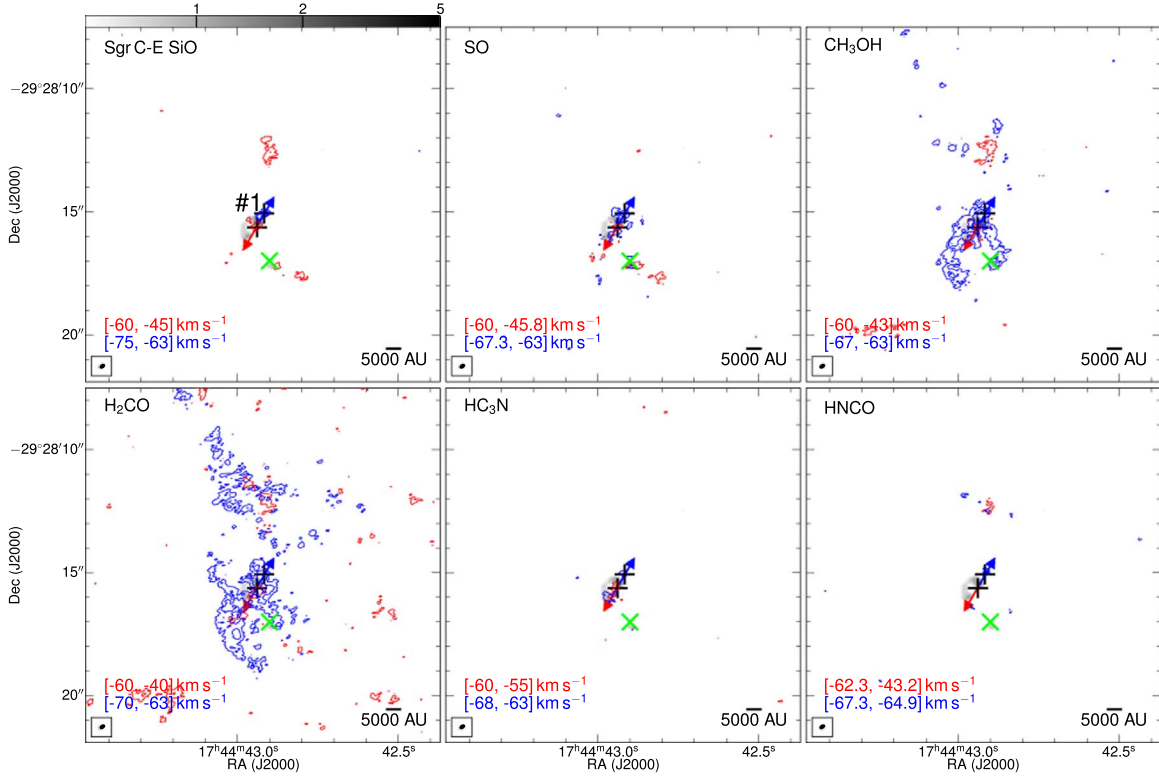 1 2 5
Sgr C-E SiO
SO
CH₃OH
−29°28′10″
15″
20″
Dec (J2000)
#1
[-60, -45] km s⁻¹
[-75, -63] km s⁻¹
5000 AU
[-60, -45.8] km s⁻¹
[-67.3, -63] km s⁻¹
5000 AU
[-60, -43] km s⁻¹
[-67, -63] km s⁻¹
5000 AU
H₂CO
HC₃N
HNCO
−29°28′10″
15″
20″
Dec (J2000)
[-60, -40] km s⁻¹
[-70, -63] km s⁻¹
5000 AU
[-60, -55] km s⁻¹
[-68, -63] km s⁻¹
5000 AU
[-62.3, -43.2] km s⁻¹
[-67.3, -64.9] km s⁻¹
5000 AU
17ʰ44ᵐ43.0ˢ 42.5ˢ
RA (J2000)
17ʰ44ᵐ43.0ˢ 42.5ˢ
RA (J2000)
17ʰ44ᵐ43.0ˢ 42.5ˢ
RA (J2000)